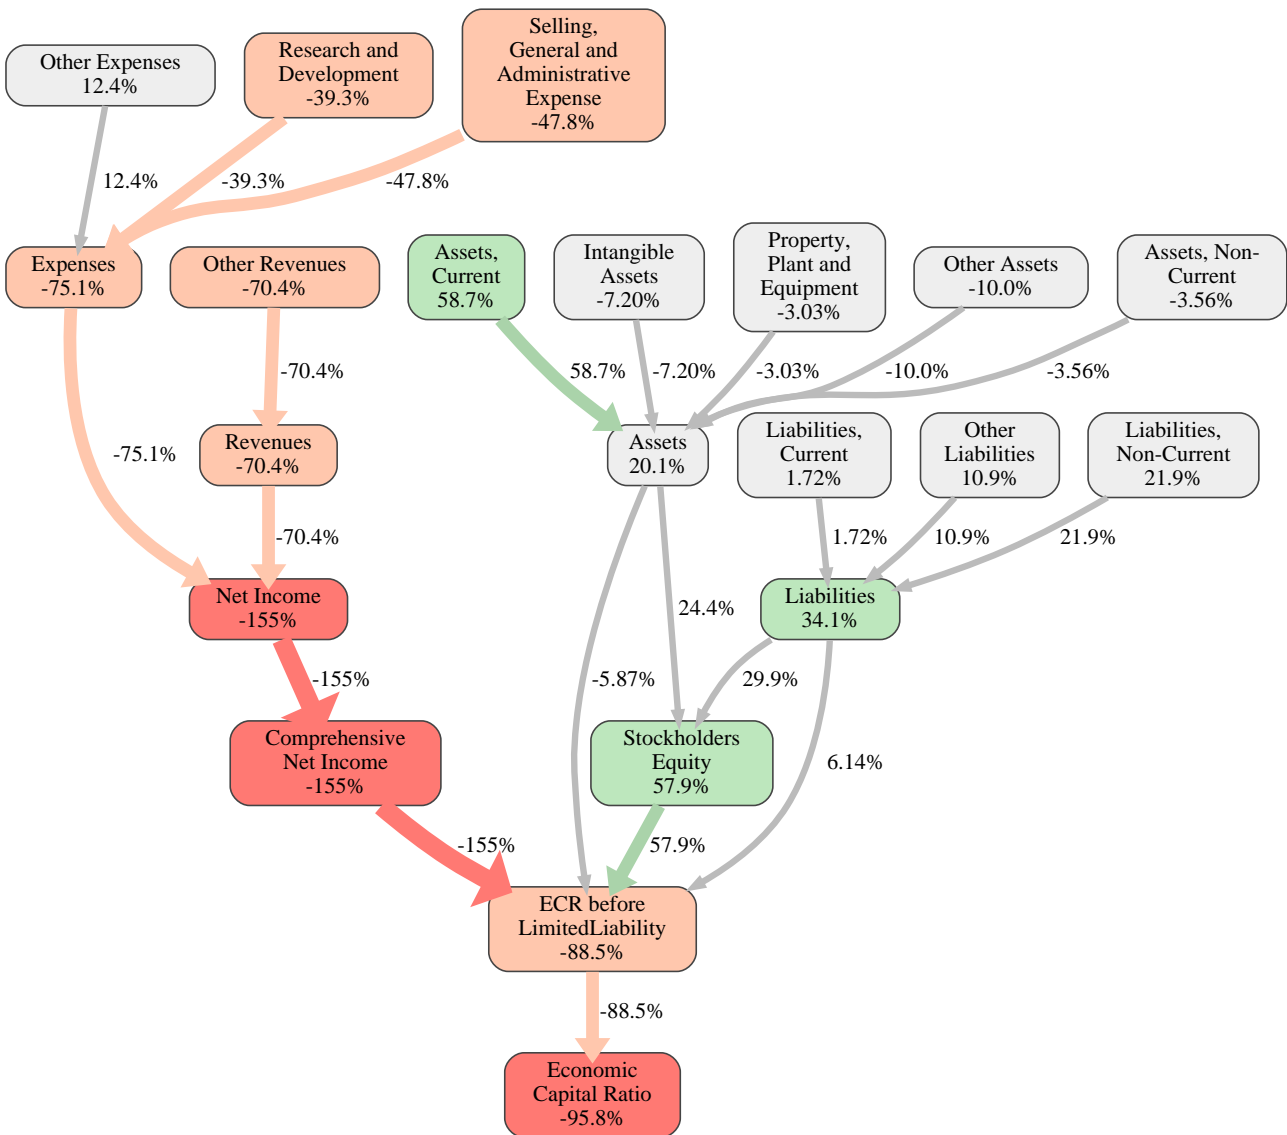 Other Expenses
12.4%
Research and
Development
-39.3%
Selling,
General and
Administrative
Expense
-47.8%
12.4%
-39.3%
-47.8%
Expenses
-75.1%
Other Revenues
-70.4%
Assets,
Current
58.7%
Intangible
Assets
-7.20%
Property,
Plant and
Equipment
-3.03%
Other Assets
-10.0%
Assets, Non-
Current
-3.56%
-70.4%
58.7%
-7.20%
-3.03%
-10.0%
-3.56%
-75.1%
Revenues
-70.4%
Assets
20.1%
Liabilities,
Current
1.72%
Other
Liabilities
10.9%
Liabilities,
Non-Current
21.9%
-70.4%
1.72%
10.9%
21.9%
Net Income
-155%
24.4%
Liabilities
34.1%
-155%
-5.87%
29.9%
Comprehensive
Net Income
-155%
Stockholders
Equity
57.9%
6.14%
-155%
57.9%
ECR before
LimitedLiability
-88.5%
-88.5%
Economic
Capital Ratio
-95.8%